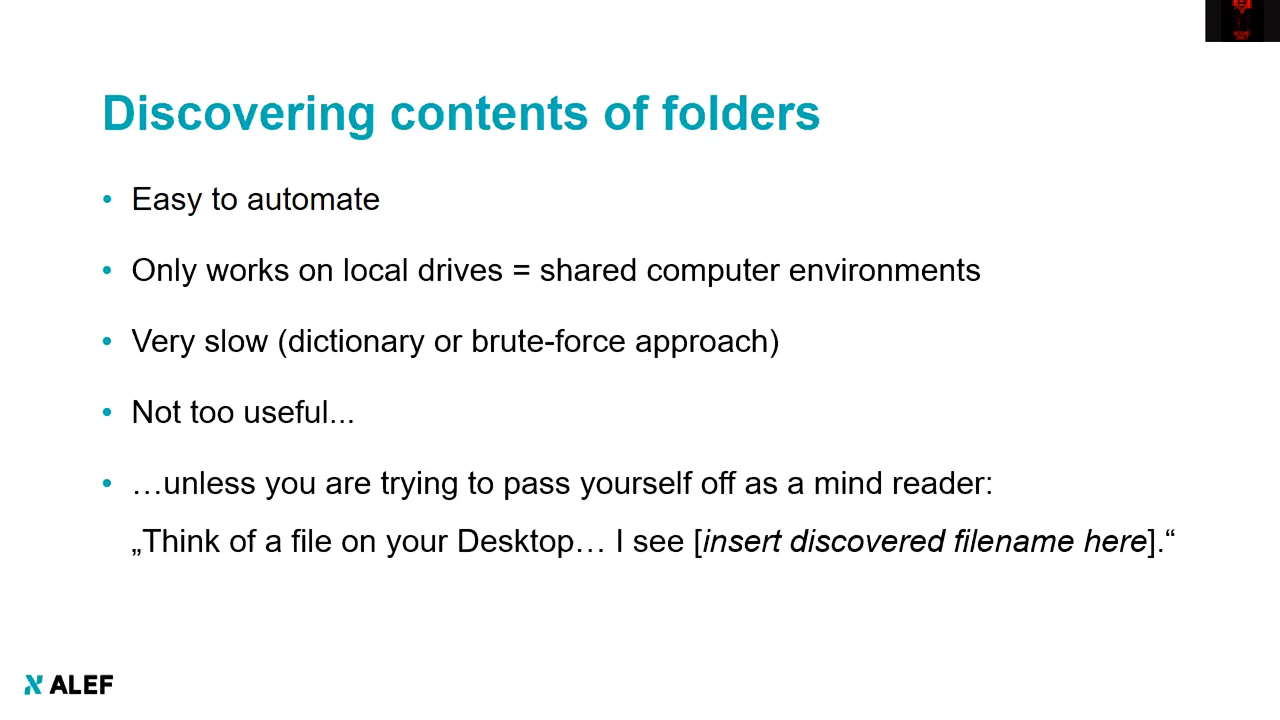 Discovering contents of folders
• Easy to automate
• Only works on local drives = shared computer environments
• Very slow (dictionary or brute-force approach)
• Not too useful...
• …unless you are trying to pass yourself off as a mind reader:
„Think of a file on your Desktop… I see [insert discovered filename here].“
ALEF